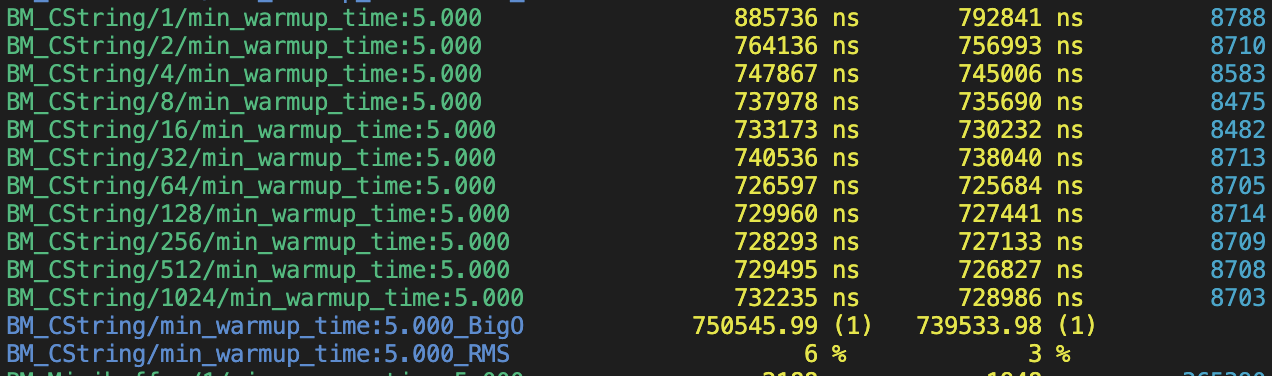 BM_CString/1/min_warmup_time:5.000 885736 ns 792841 ns 8788
BM_CString/2/min_warmup_time:5.000 764136 ns 756993 ns 8710
BM_CString/4/min_warmup_time:5.000 747867 ns 745006 ns 8583
BM_CString/8/min_warmup_time:5.000 737978 ns 735690 ns 8475
BM_CString/16/min_warmup_time:5.000 733173 ns 730232 ns 8482
BM_CString/32/min_warmup_time:5.000 740536 ns 738040 ns 8713
BM_CString/64/min_warmup_time:5.000 726597 ns 725684 ns 8705
BM_CString/128/min_warmup_time:5.000 729960 ns 727441 ns 8714
BM_CString/256/min_warmup_time:5.000 728293 ns 727133 ns 8709
BM_CString/512/min_warmup_time:5.000 729495 ns 726827 ns 8708
BM_CString/1024/min_warmup_time:5.000 732235 ns 728986 ns 8703
BM_CString/min_warmup_time:5.000_BigO 750545.99 (1) 739533.98 (1)
BM_CString/min_warmup_time:5.000_RMS 6 % 3 %